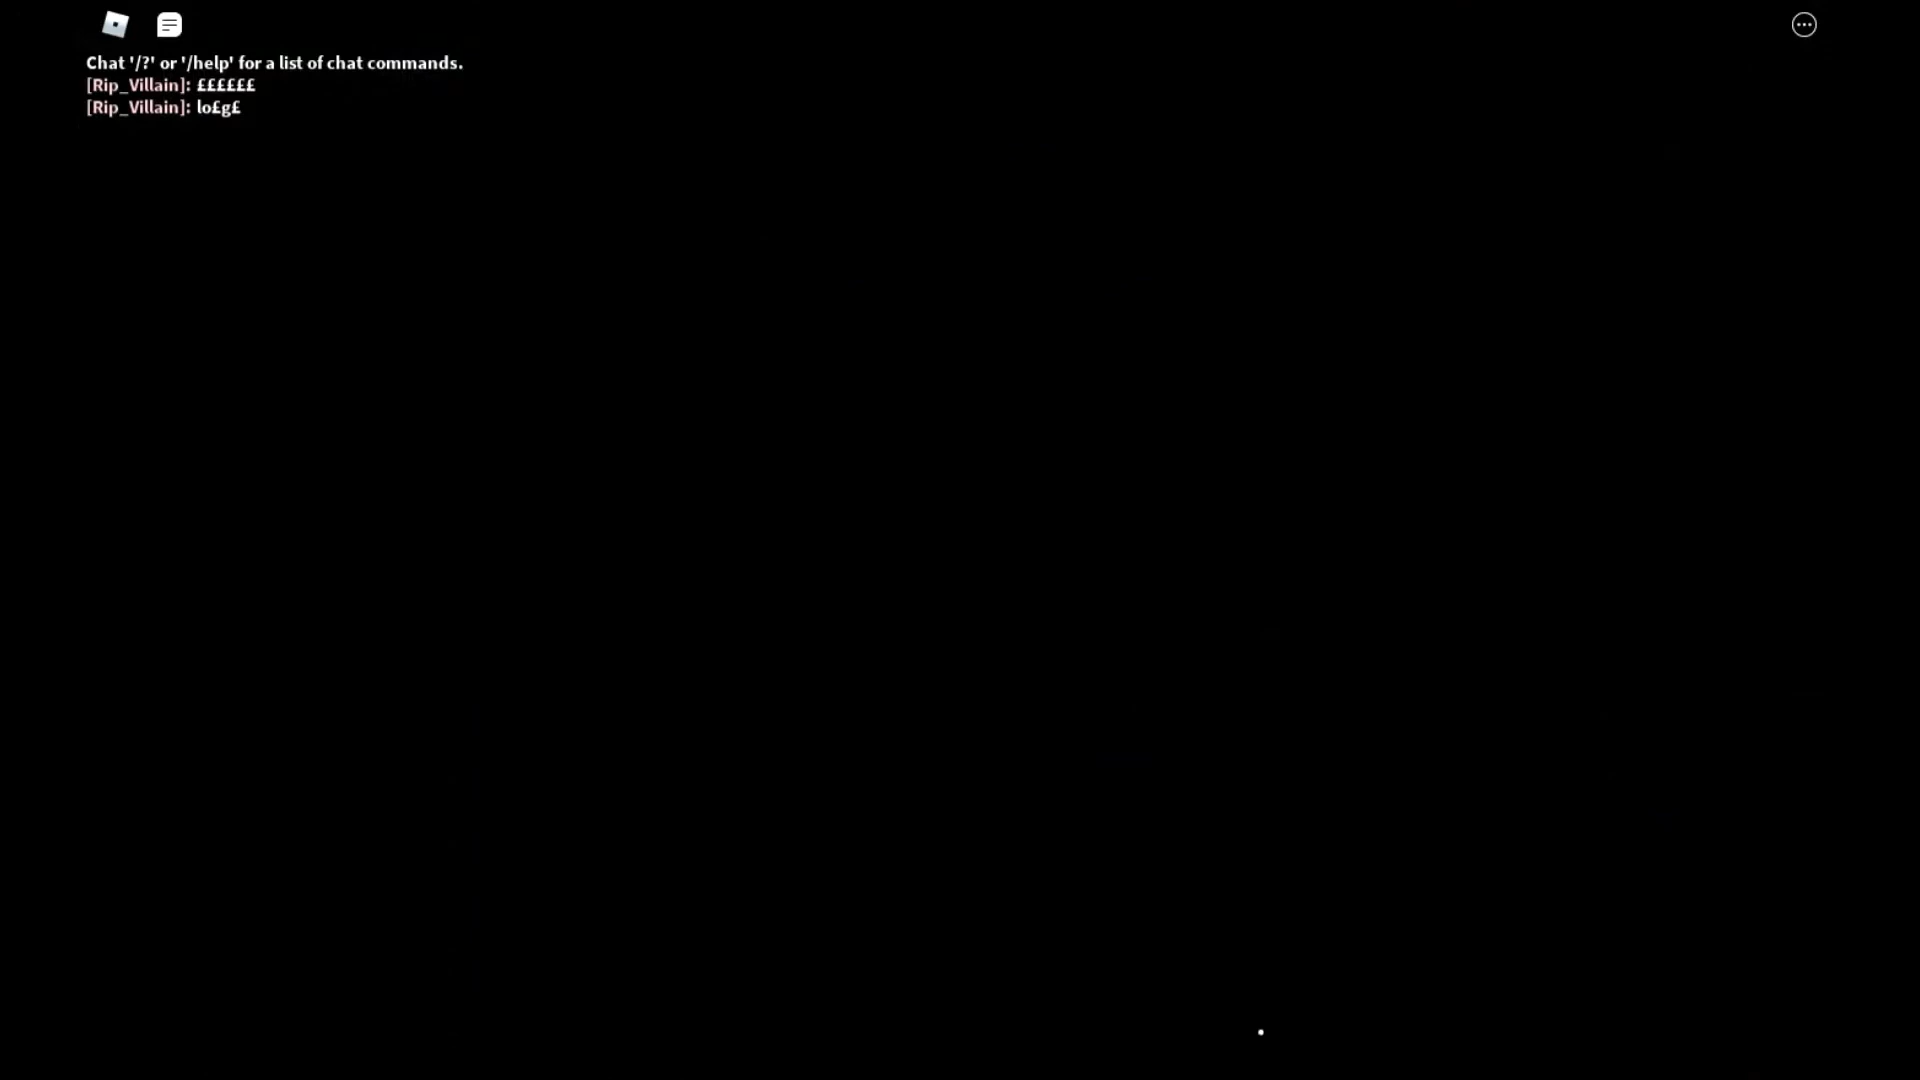 Chat '/?' or '/help' for a list of chat commands.
[Rip_Villain]: ££££££
[Rip_Villain]: lo£g£